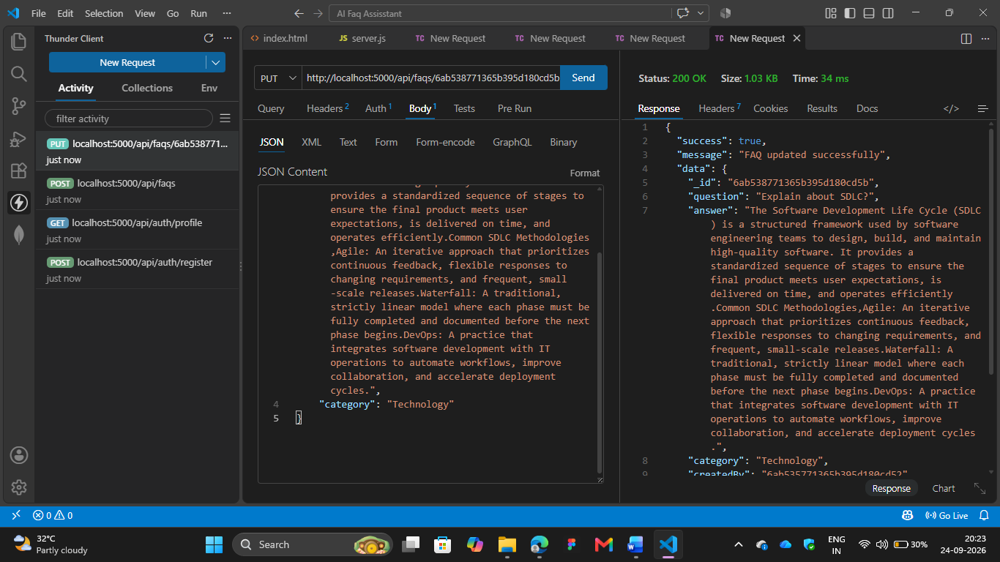 File Edit Selection View Go Run ···
AI Faq Assisstant
Thunder Client
New Request
Activity Collections Env
filter activity
PUT localhost:5000/api/faqs/6ab538771...
just now
POST localhost:5000/api/faqs
just now
GET localhost:5000/api/auth/profile
just now
POST localhost:5000/api/auth/register
just now
<> index.html JS server.js TC New Request TC New Request TC New Request TC New Request
PUT http://localhost:5000/api/faqs/6ab538771365b395d180cd5b Send
Query Headers 2 Auth 1 Body 1 Tests Pre Run
JSON XML Text Form Form-encode GraphQL Binary
JSON Content Format
provides a standardized sequence of stages to
ensure the final product meets user
expectations, is delivered on time, and
operates efficiently.Common SDLC Methodologies
,Agile: An iterative approach that prioritizes
continuous feedback, flexible responses to
changing requirements, and frequent, small
-scale releases.Waterfall: A traditional,
strictly linear model where each phase must be
fully completed and documented before the next
phase begins.DevOps: A practice that
integrates software development with IT
operations to automate workflows, improve
collaboration, and accelerate deployment
cycles.",
4 "category": "Technology"
5 }
Status: 200 OK Size: 1.03 KB Time: 34 ms
Response Headers 7 Cookies Results Docs </>
1 {
2 "success": true,
3 "message": "FAQ updated successfully",
4 "data": {
5 "_id": "6ab538771365b395d180cd5b",
6 "question": "Explain about SDLC?",
7 "answer": "The Software Development Life Cycle (SDLC
) is a structured framework used by software
engineering teams to design, build, and maintain
high-quality software. It provides a
standardized sequence of stages to ensure the
final product meets user expectations, is
delivered on time, and operates efficiently
.Common SDLC Methodologies,Agile: An iterative
approach that prioritizes continuous feedback,
flexible responses to changing requirements, and
frequent, small-scale releases.Waterfall: A
traditional, strictly linear model where each
phase must be fully completed and documented
before the next phase begins.DevOps: A practice
that integrates software development with IT
operations to automate workflows, improve
collaboration, and accelerate deployment cycles
.",
8 "category": "Technology",
9 "createdBy": "6ab535771365b395d180cd52"
Response Chart
0 0
Go Live
32°C
Partly cloudy
Search
ENG
IN
30%
20:23
24-09-2026